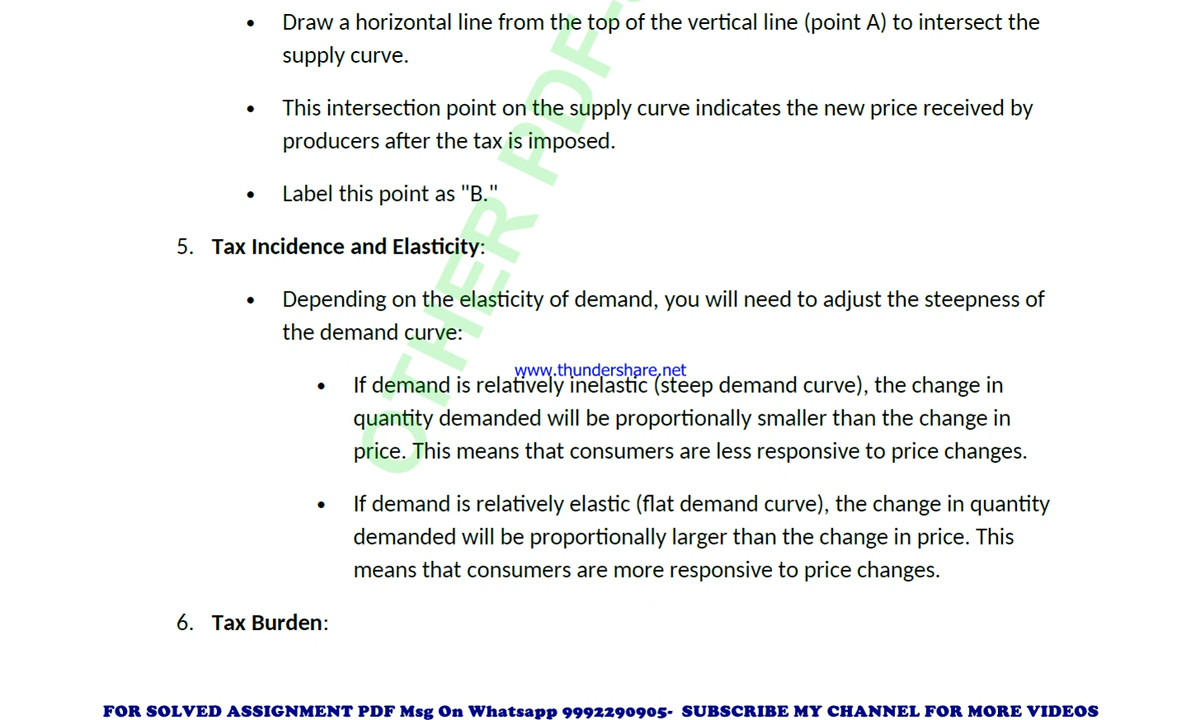 Draw a horizontal line from the top of the vertical line (point A) to intersect the
supply curve.
This intersection point on the supply curve indicates the new price received by
producers after the tax is imposed.
Label this point as "B."
5. Tax Incidence and Elasticity:
Depending on the elasticity of demand, you will need to adjust the steepness of
the demand curve:
www.thundershare.net
If demand is relatively inelastic (steep demand curve), the change in
quantity demanded will be proportionally smaller than the change in
price. This means that consumers are less responsive to price changes.
If demand is relatively elastic (flat demand curve), the change in quantity
demanded will be proportionally larger than the change in price. This
means that consumers are more responsive to price changes.
6. Tax Burden:
OTHER PDF-
FOR SOLVED ASSIGNMENT PDF Msg On Whatsapp 9992290905- SUBSCRIBE MY CHANNEL FOR MORE VIDEOS